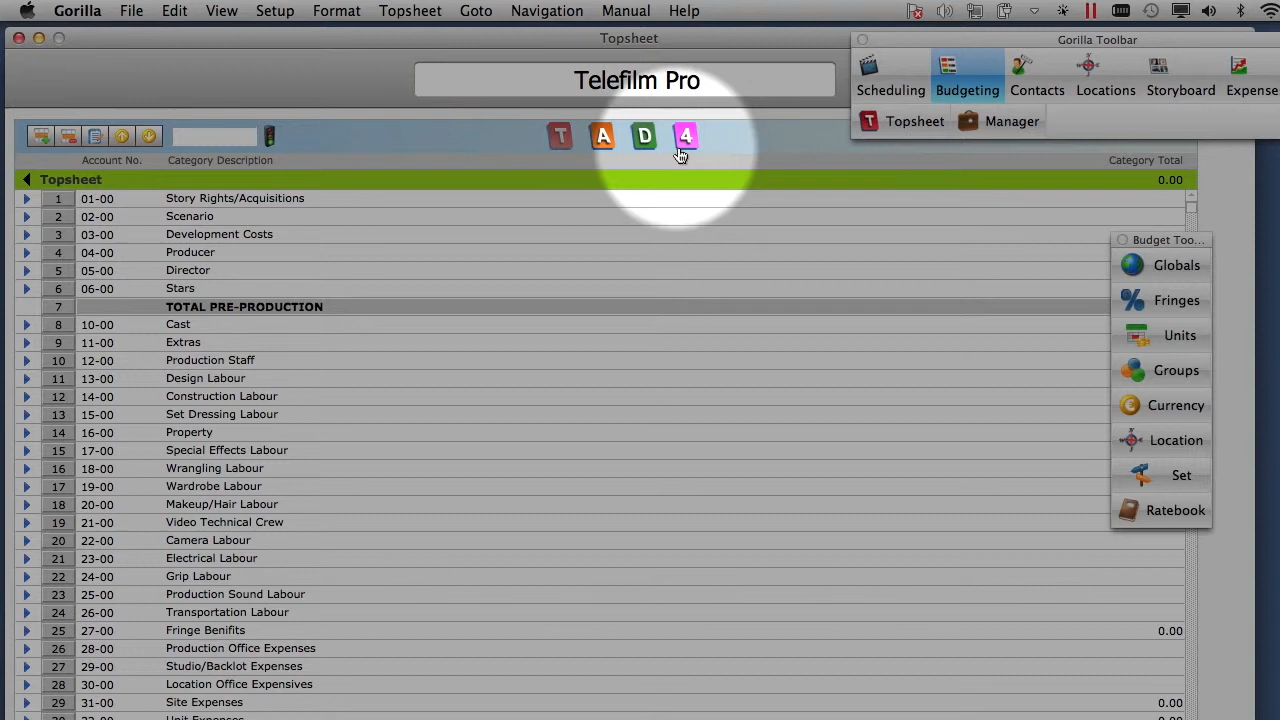 Gorilla File Edit View Setup Format Topsheet Goto Navigation Manual Help
Topsheet
Gorilla Toolbar
Telefilm Pro
Scheduling Budgeting Contacts Locations Storyboard Expense
T Topsheet Manager
T A D 4
Account No. Category Description Category Total
Topsheet 0.00
1 01-00 Story Rights/Acquisitions
2 02-00 Scenario
3 03-00 Development Costs
4 04-00 Producer
Budget Too...
5 05-00 Director
Globals
6 06-00 Stars
Fringes
7 TOTAL PRE-PRODUCTION
8 10-00 Cast
Units
9 11-00 Extras
10 12-00 Production Staff
Groups
11 13-00 Design Labour
12 14-00 Construction Labour
Currency
13 15-00 Set Dressing Labour
14 16-00 Property
Location
15 17-00 Special Effects Labour
16 18-00 Wrangling Labour
Set
17 19-00 Wardrobe Labour
18 20-00 Makeup/Hair Labour
Ratebook
19 21-00 Video Technical Crew
20 22-00 Camera Labour
21 23-00 Electrical Labour
22 24-00 Grip Labour
23 25-00 Production Sound Labour
24 26-00 Transportation Labour
25 27-00 Fringe Benifits 0.00
26 28-00 Production Office Expenses
27 29-00 Studio/Backlot Expenses
28 30-00 Location Office Expensives
29 31-00 Site Expenses 0.00
30 32-00 Unit Expenses 0.00